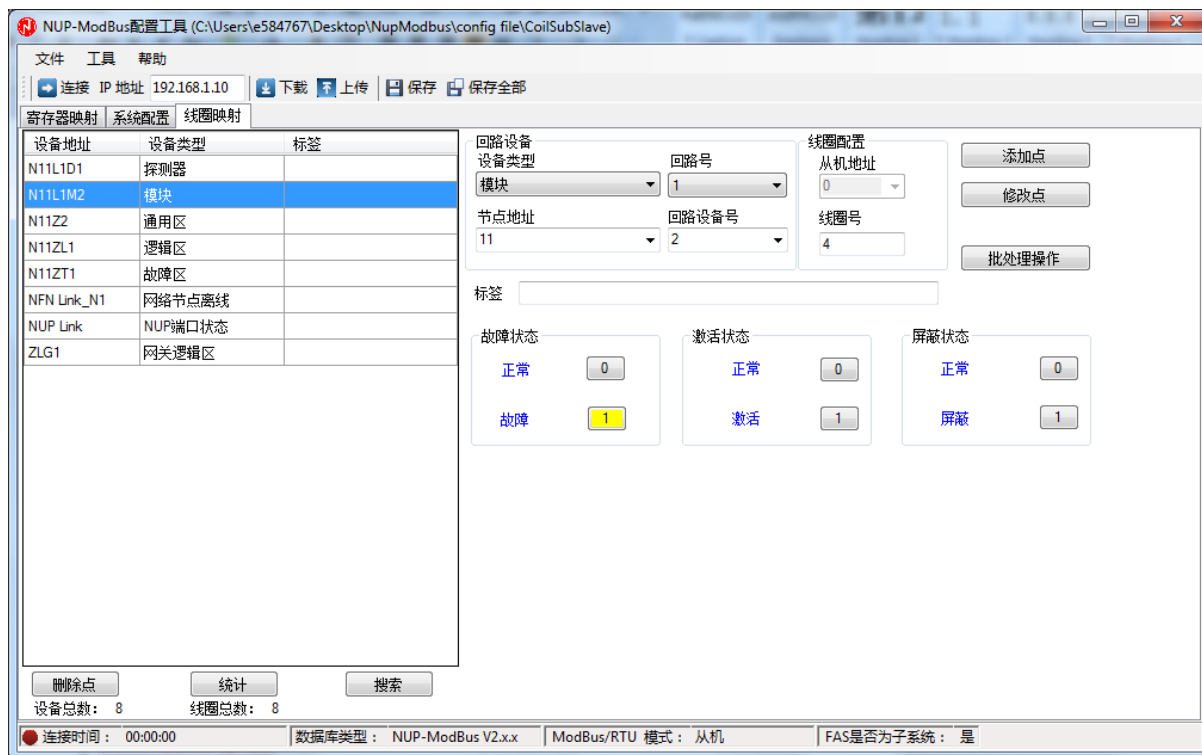 NUP-ModBus配置工具 (C:\Users\e584767\Desktop\NupModbus\config file\CoilSubSlave)
文件 工具 帮助
连接 IP 地址 192.168.1.10 下载 上传 保存 保存全部
寄存器映射 系统配置 线圈映射
设备地址 设备类型 标签
N11L1D1 探测器
N11L1M2 模块
N11Z2 通用区
N11ZL1 逻辑区
N11ZT1 故障区
NFN Link_N1 网络节点离线
NUP Link NUP端口状态
ZLG1 网关逻辑区
删除点 统计 搜索
设备总数： 8 线圈总数： 8
回路设备
设备类型 回路号
模块 1
节点地址 回路设备号
11 2
线圈配置
从机地址
0
线圈号
4
添加点
修改点
批处理操作
标签
故障状态
正常 0
故障 1
激活状态
正常 0
激活 1
屏蔽状态
正常 0
屏蔽 1
连接时间： 00:00:00 数据库类型： NUP-ModBus V2.x.x ModBus/RTU 模式： 从机 FAS是否为子系统： 是